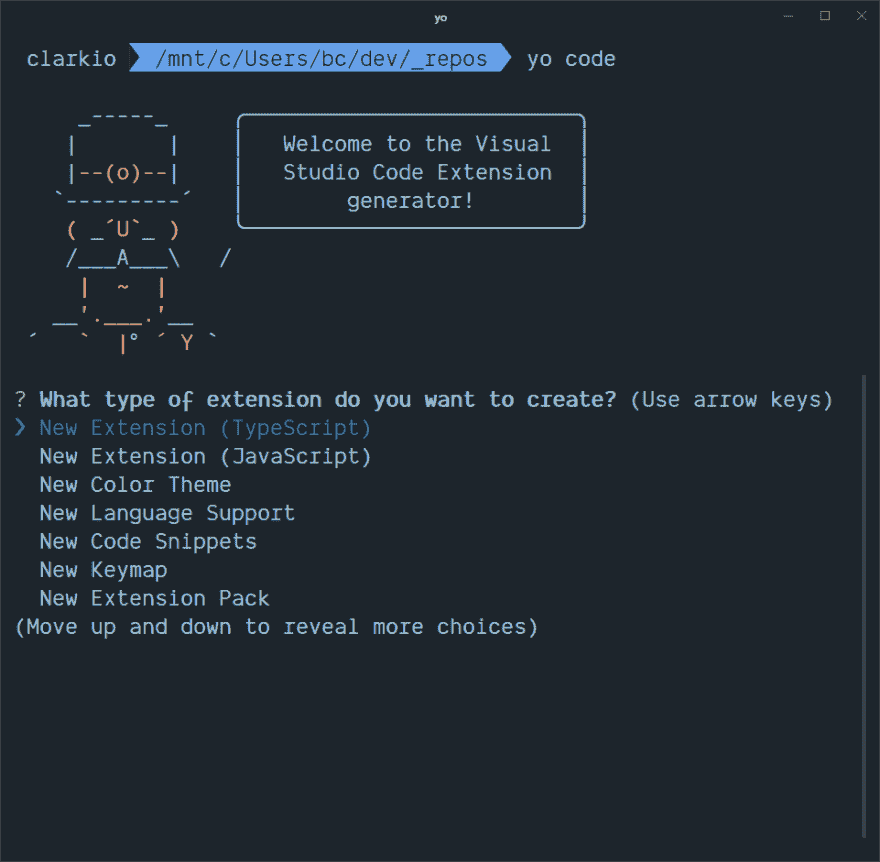 yo
clarkio /mnt/c/Users/bc/dev/_repos yo code
Welcome to the Visual
Studio Code Extension
generator!
? What type of extension do you want to create? (Use arrow keys)
❯ New Extension (TypeScript)
New Extension (JavaScript)
New Color Theme
New Language Support
New Code Snippets
New Keymap
New Extension Pack
(Move up and down to reveal more choices)